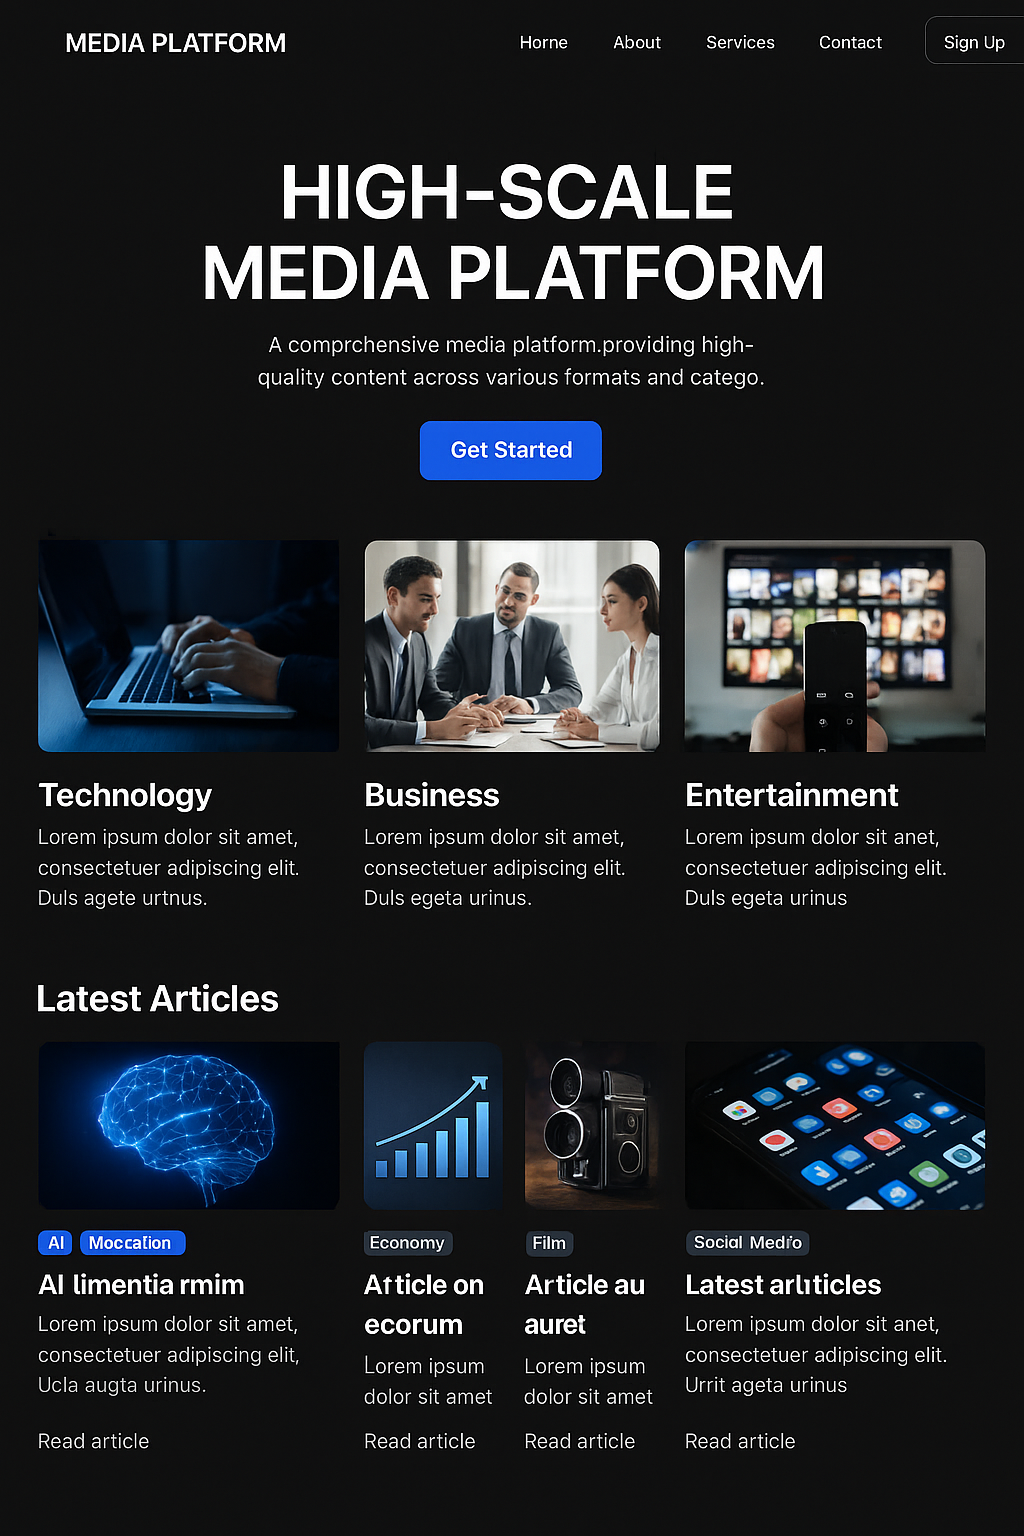 MEDIA PLATFORM
Horne
About
Services
Contact
Sign Up
HIGH-SCALE
MEDIA PLATFORM
A comprchensive media platform.providing high-
quality content across various formats and catego.
Get Started
Technology
Lorem ipsum dolor sit amet,
consectetuer adipiscing elit.
Duls agete urtnus.
Business
Lorem ipsum dolor sit amet,
consectetuer adipiscing elit.
Duls egeta urinus.
Entertainment
Lorem ipsum dolor sit anet,
consectetuer adipiscing elit.
Duls egeta urinus
Latest Articles
AI
AI limentia rmim
Lorem ipsum dolor sit amet,
consectetuer adipiscing elit,
Ucla augta urinus.
Read article
Economy
Article on
ecorum
Lorem ipsum
dolor sit amet
Read article
Film
Article au
auret
Lorem ipsum
dolor sit amet
Read article
Social Medro
Latest
Lorem ipsum dolor sit anet,
consectetuer adipiscing elit.
Urrit ageta urinus
Read article